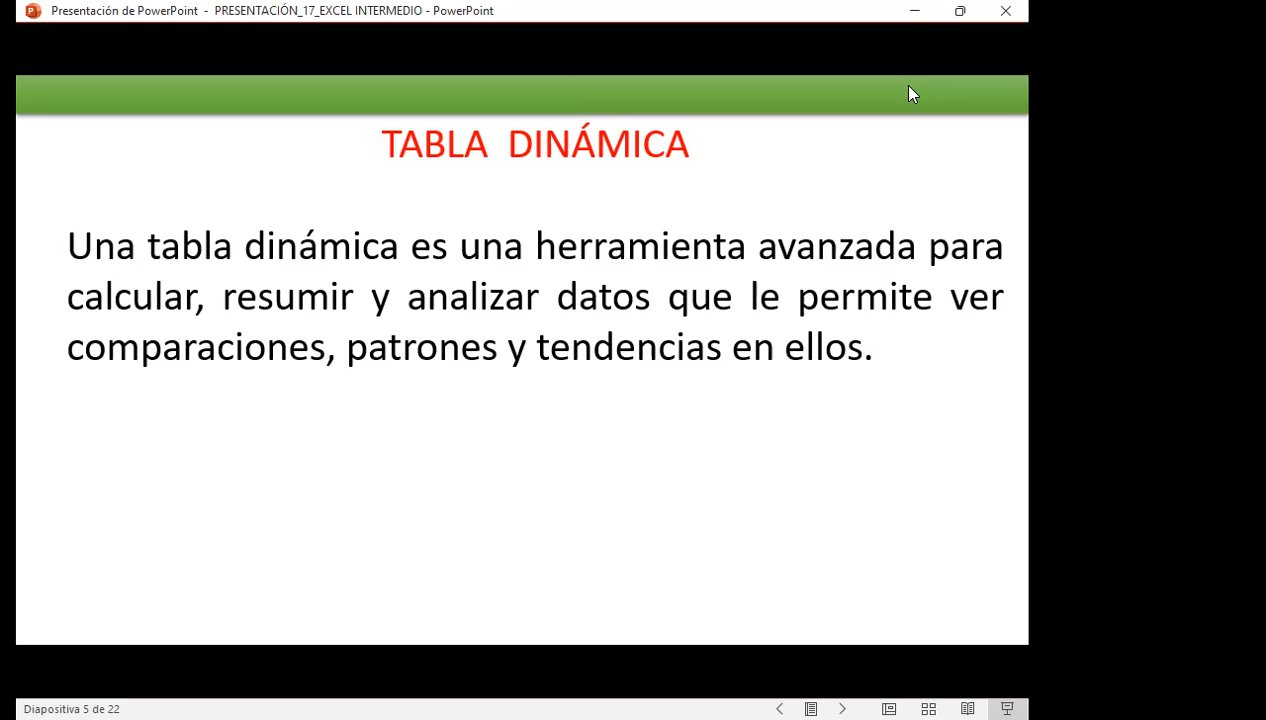 Presentación de PowerPoint - PRESENTACIÓN_17_EXCEL INTERMEDIO - PowerPoint
TABLA DINÁMICA
Una tabla dinámica es una herramienta avanzada para
calcular, resumir y analizar datos que le permite ver
comparaciones, patrones y tendencias en ellos.
Diapositiva 5 de 22